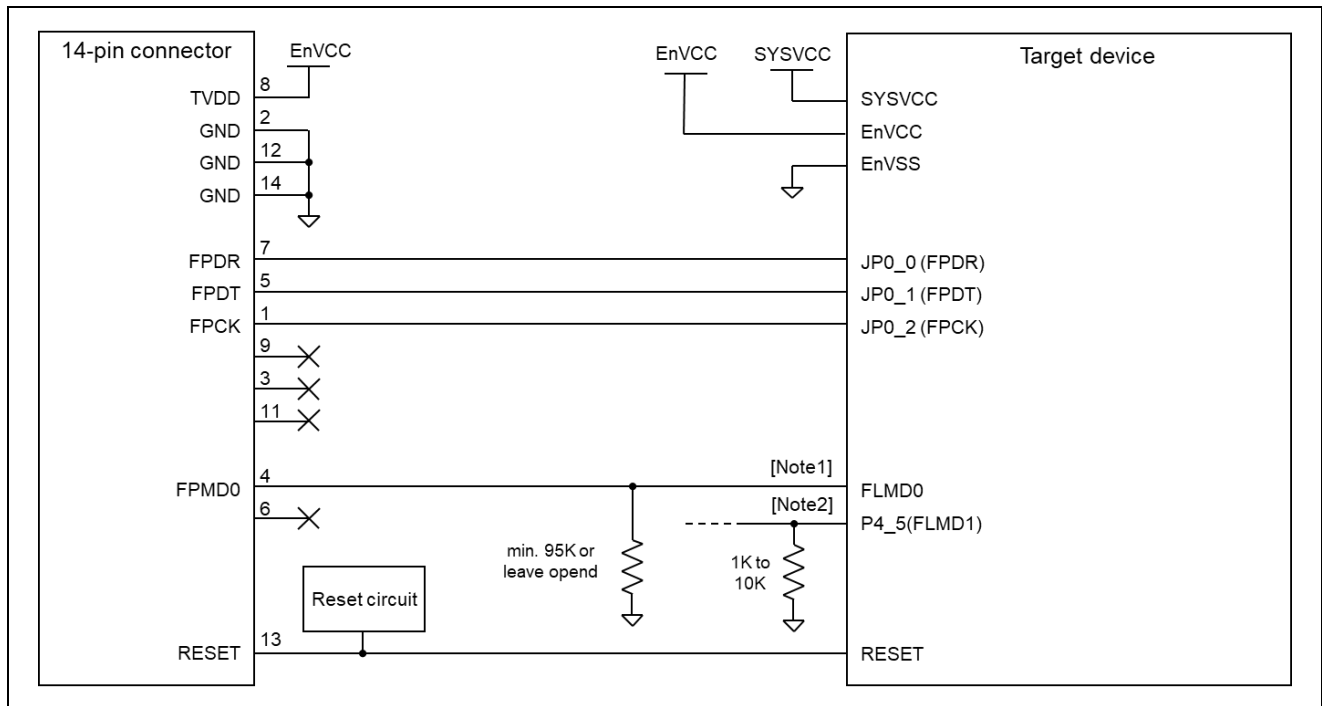 14-pin connector
EnVCC
EnVCC
SYSVCC
Target device
TVDD
8
SYSVCC
GND
2
EnVCC
GND
12
EnVSS
GND
14
FPDR
7
JP0_0 (FPDR)
FPDT
5
JP0_1 (FPDT)
FPCK
1
JP0_2 (FPCK)
9
3
11
FPMD0
4
[Note1]
FLMD0
6
[Note2]
P4_5(FLMD1)
min. 95K or
leave opend
1K to
10K
Reset circuit
RESET
13
RESET